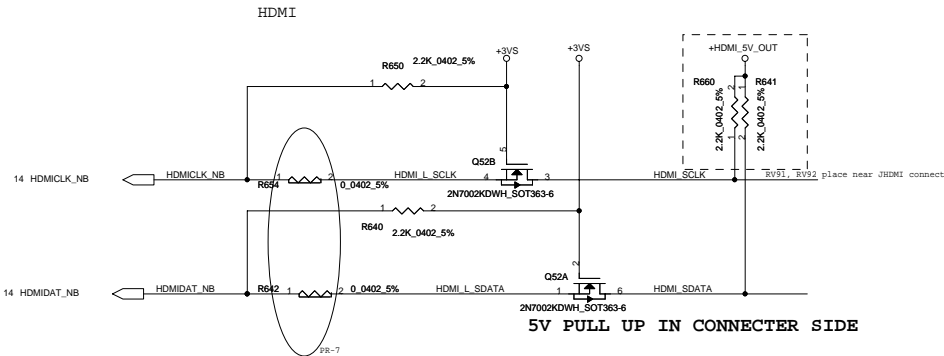 HDMI
+3VS
+3VS
+HDMI_5V_OUT
R650
2.2K_0402_5%
1
2
R660
R641
2
1
2.2K_0402_5%
2.2K_0402_5%
1
2
5
Q52B
14 HDMICLK_NB
HDMICLK_NB
1
2
R654
0_0402_5%
HDMI_L_SCLK
4
3
HDMI_SCLK
RV91, RV92 place near JHDMI connect
2N7002KDWH_SOT363-6
1
2
R640
2.2K_0402_5%
2
Q52A
14 HDMIDAT_NB
HDMIDAT_NB
R642
1
2
0_0402_5%
HDMI_L_SDATA
1
6
HDMI_SDATA
2N7002KDWH_SOT363-6
5V PULL UP IN CONNECTER SIDE
PR-7